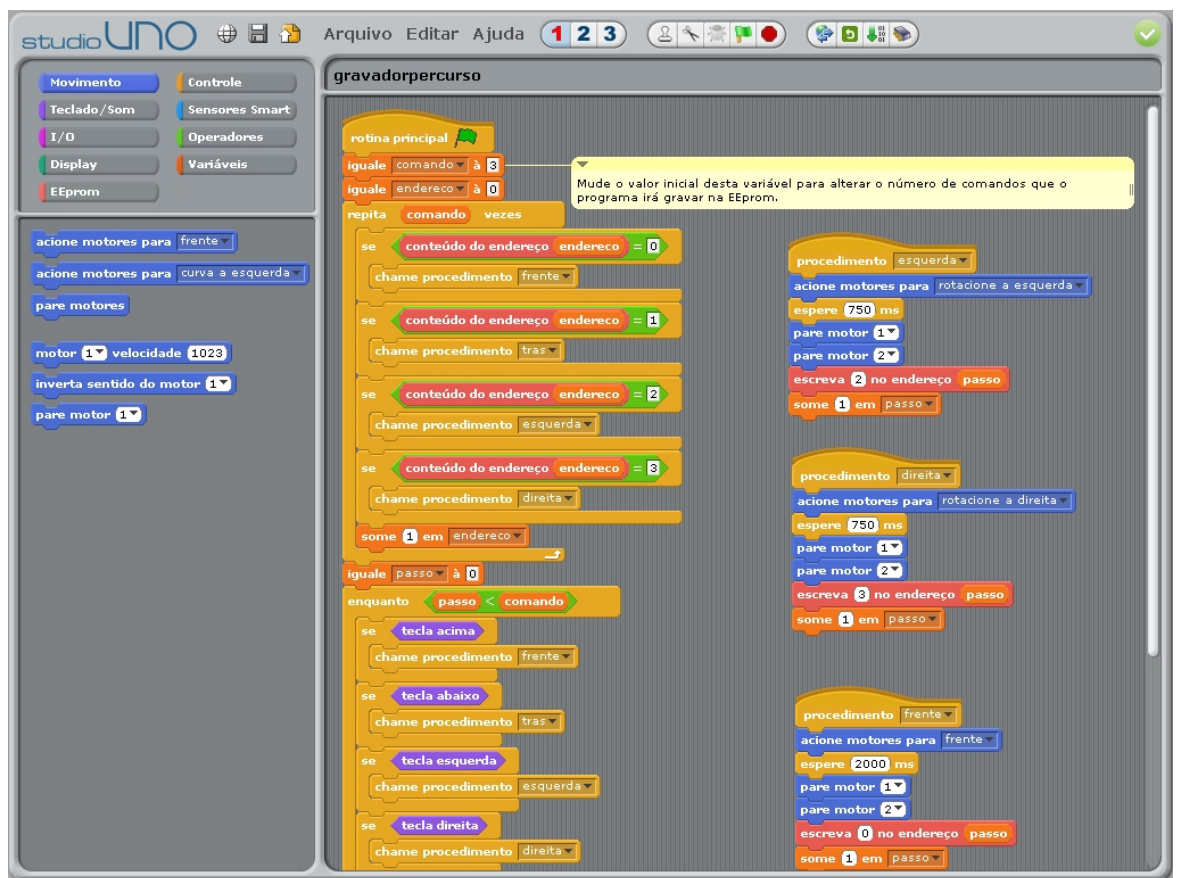 studioUNO
Arquivo Editar Ajuda 1 2 3
Movimento Controle
Teclado/Som Sensores Smart
I/O Operadores
Display Variáveis
EEprom
acione motores para frente
acione motores para curva a esquerda
pare motores
motor 1 velocidade 1023
inverta sentido do motor 1
pare motor 1
gravadorpercurso
rotina principal
iguale comando à 3
iguale endereco à 0
repita comando vezes
se conteúdo do endereço endereco = 0
chame procedimento frente
se conteúdo do endereço endereco = 1
chame procedimento tras
se conteúdo do endereço endereco = 2
chame procedimento esquerda
se conteúdo do endereço endereco = 3
chame procedimento direita
some 1 em endereco
iguale passo à 0
enquanto passo < comando
se tecla acima
chame procedimento frente
se tecla abaixo
chame procedimento tras
se tecla esquerda
chame procedimento esquerda
se tecla direita
chame procedimento direita
Mude o valor inicial desta variável para alterar o número de comandos que o
programa irá gravar na EEprom.
procedimento esquerda
acione motores para rotacione a esquerda
espere 750 ms
pare motor 1
pare motor 2
escreva 2 no endereço passo
some 1 em passo
procedimento direita
acione motores para rotacione a direita
espere 750 ms
pare motor 1
pare motor 2
escreva 3 no endereço passo
some 1 em passo
procedimento frente
acione motores para frente
espere 2000 ms
pare motor 1
pare motor 2
escreva 0 no endereço passo
some 1 em passo